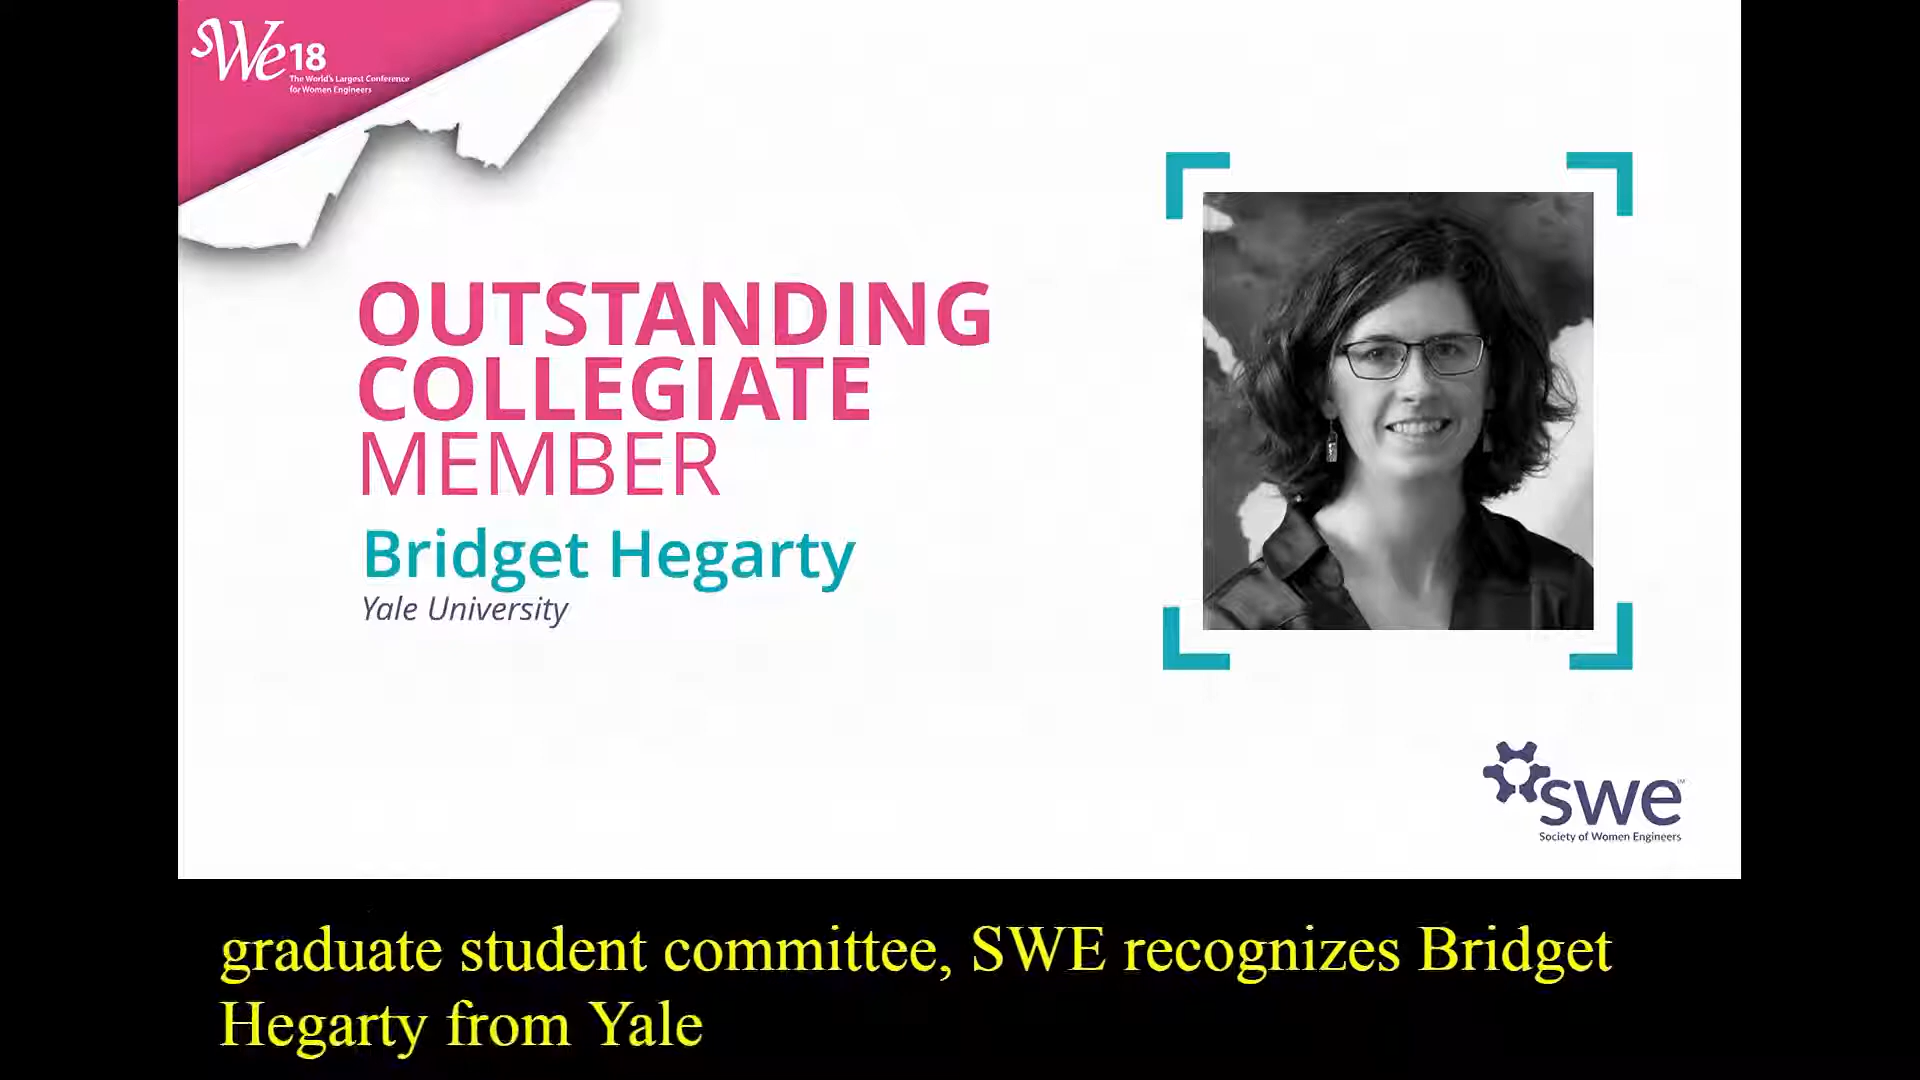 SWe18
The World's Largest Conference
for Women Engineers
OUTSTANDING
COLLEGIATE
MEMBER
Bridget Hegarty
Yale University
swe™
Society of Women Engineers
graduate student committee, SWE recognizes Bridget
Hegarty from Yale